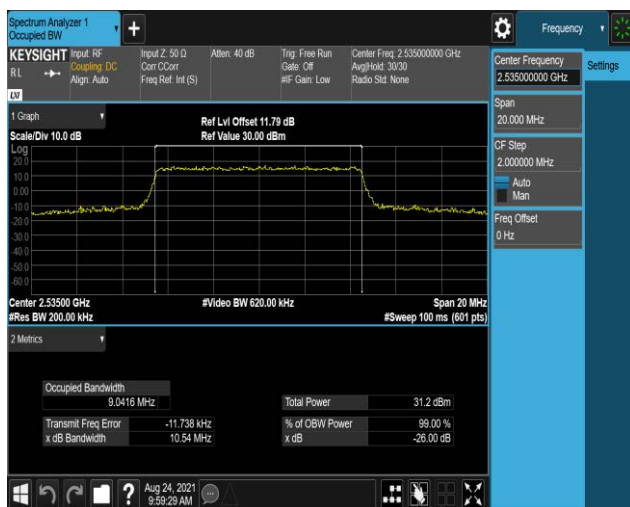 Spectrum Analyzer 1
Occupied BW
+
Frequency
KEYSIGHT
RL
LXI
Input: RF
Coupling: DC
Align: Auto
Input Z: 50 Ω
Corr CCorr
Freq Ref: Int (S)
Atten: 40 dB
Trig: Free Run
Gate: Off
#IF Gain: Low
Center Freq: 2.535000000 GHz
Avg|Hold: 30/30
Radio Std: None
Center Frequency
2.535000000 GHz
Settings
Span
20.000 MHz
CF Step
2.000000 MHz
Auto
Man
Freq Offset
0 Hz
1 Graph
Scale/Div 10.0 dB
Ref Lvl Offset 11.79 dB
Ref Value 30.00 dBm
Log
20.0
10.0
0.00
-10.0
-20.0
-30.0
-40.0
-50.0
-60.0
Center 2.53500 GHz
#Res BW 200.00 kHz
#Video BW 620.00 kHz
Span 20 MHz
#Sweep 100 ms (601 pts)
2 Metrics
Occupied Bandwidth
9.0416 MHz
Transmit Freq Error -11.738 kHz
x dB Bandwidth 10.54 MHz
Total Power 31.2 dBm
% of OBW Power 99.00 %
x dB -26.00 dB
?
Aug 24, 2021
9:59:29 AM